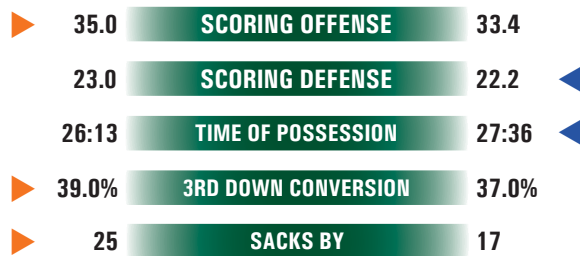 35.0 SCORING OFFENSE 33.4
23.0 SCORING DEFENSE 22.2
26:13 TIME OF POSSESSION 27:36
39.0% 3RD DOWN CONVERSION 37.0%
25 SACKS BY 17